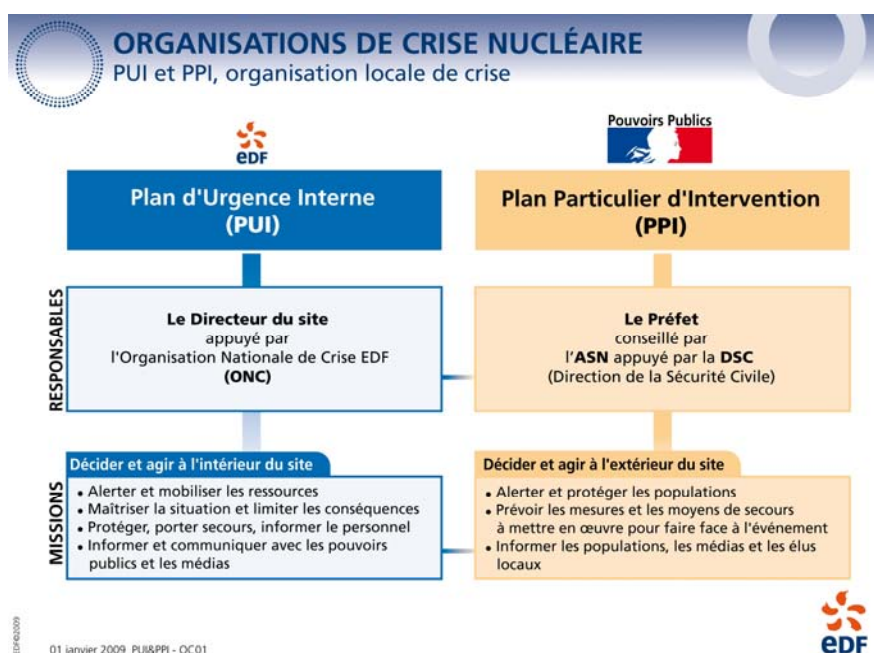 ORGANISATIONS DE CRISE NUCLÉAIRE
PUI et PPI, organisation locale de crise
eDF
Pouvoirs Publics
Plan d'Urgence Interne
(PUI)
Plan Particulier d'Intervention
(PPI)
RESPONSABLES
Le Directeur du site
appuyé par
l'Organisation Nationale de Crise EDF
(ONC)
Le Préfet
conseillé par
l'ASN appuyé par la DSC
(Direction de la Sécurité Civile)
MISSIONS
Décider et agir à l'intérieur du site
• Alerter et mobiliser les ressources
• Maîtriser la situation et limiter les conséquences
• Protéger, porter secours, informer le personnel
• Informer et communiquer avec les pouvoirs
publics et les médias
Décider et agir à l'extérieur du site
• Alerter et protéger les populations
• Prévoir les mesures et les moyens de secours
à mettre en œuvre pour faire face à l'événement
• Informer les populations, les médias et les élus
locaux
EDF©2009
01 janvier 2009 PUI&PPI - OC01
eDF